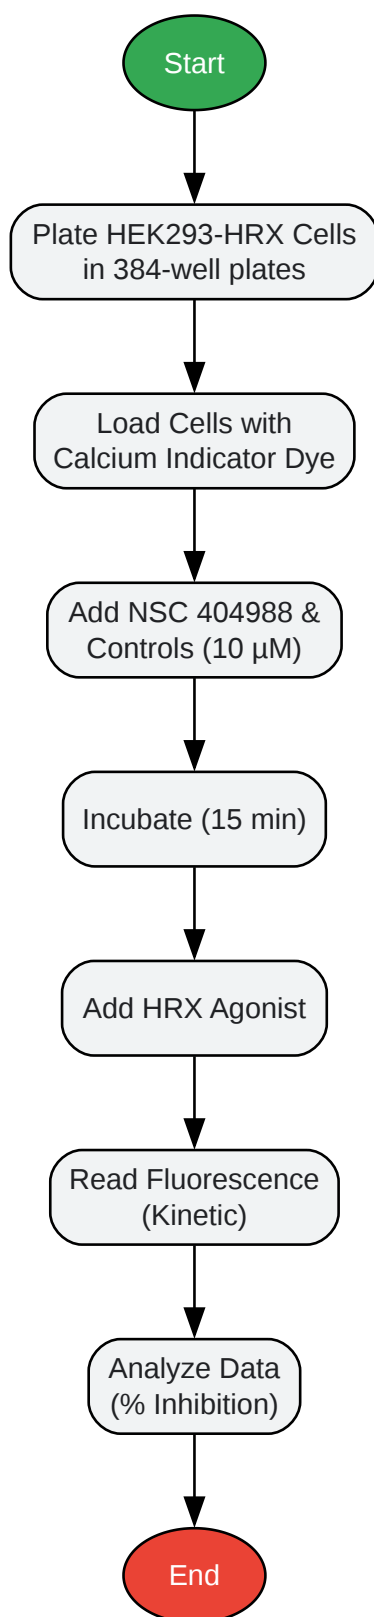 Start
Plate HEK293-HRX Cells
in 384-well plates
Load Cells with
Calcium Indicator Dye
Add NSC 404988 &
Controls (10 µM)
Incubate (15 min)
Add HRX Agonist
Read Fluorescence
(Kinetic)
Analyze Data
(% Inhibition)
End